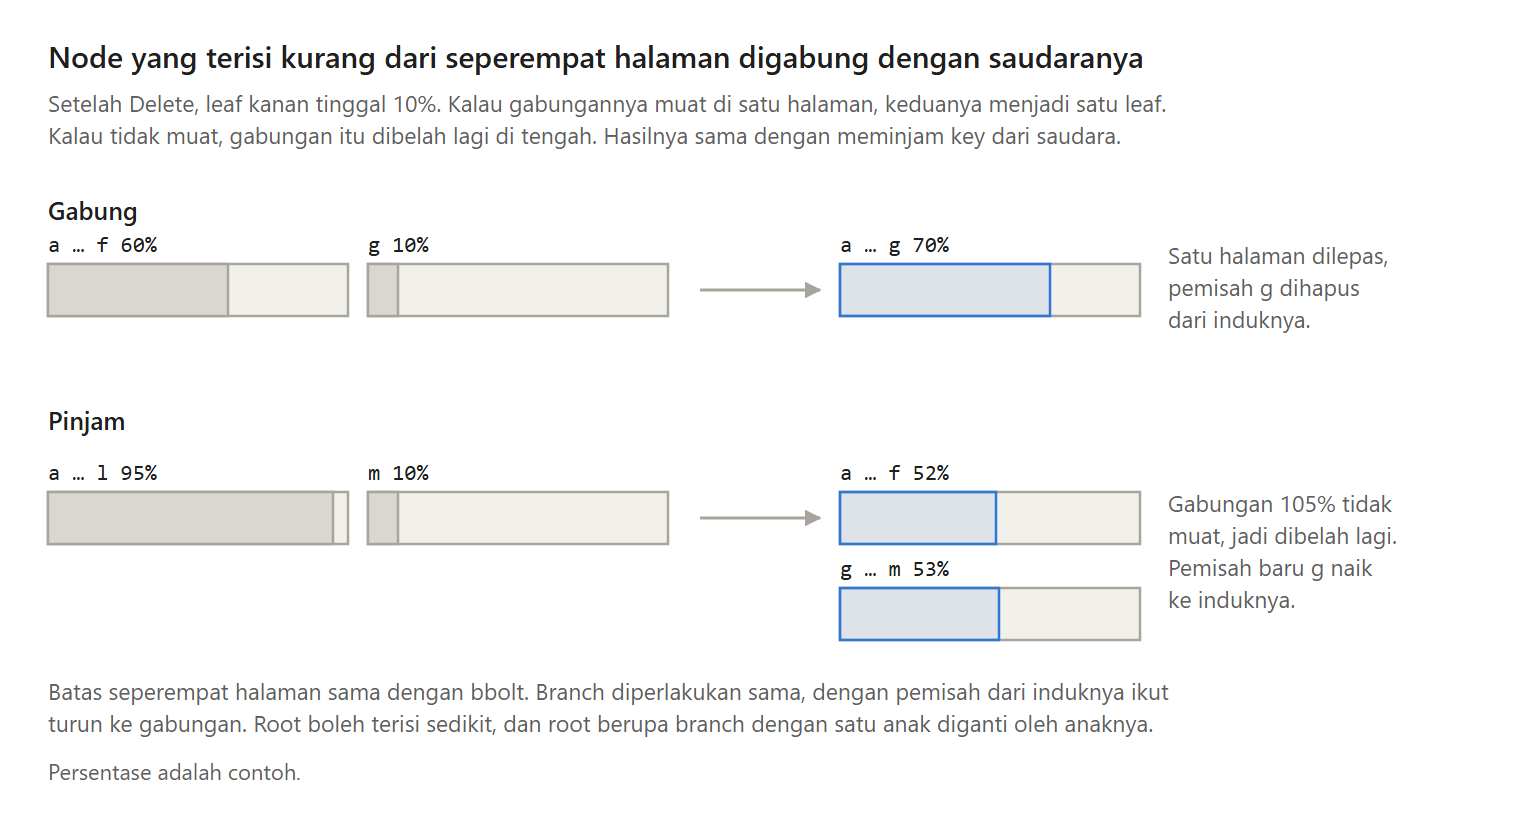 Node yang terisi kurang dari seperempat halaman digabung dengan saudaranya
Setelah Delete, leaf kanan tinggal 10%. Kalau gabungannya muat di satu halaman, keduanya menjadi satu leaf.
Kalau tidak muat, gabungan itu dibelah lagi di tengah. Hasilnya sama dengan meminjam key dari saudara.
Gabung
a … f 60%
g 10%
a … g 70%
Satu halaman dilepas,
pemisah g dihapus
dari induknya.
Pinjam
a … l 95%
m 10%
a … f 52%
g … m 53%
Gabungan 105% tidak
muat, jadi dibelah lagi.
Pemisah baru g naik
ke induknya.
Batas seperempat halaman sama dengan bbolt. Branch diperlakukan sama, dengan pemisah dari induknya ikut
turun ke gabungan. Root boleh terisi sedikit, dan root berupa branch dengan satu anak diganti oleh anaknya.
Persentase adalah contoh.